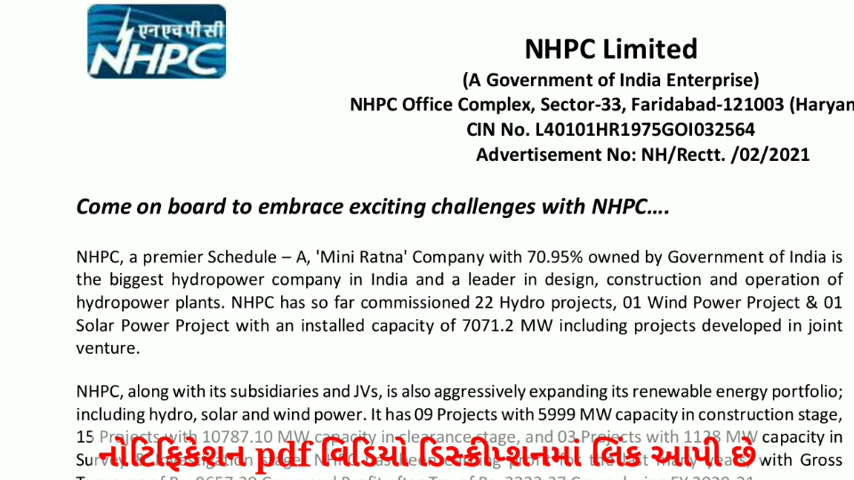 एनएचपीसी
NHPC
NHPC Limited
(A Government of India Enterprise)
NHPC Office Complex, Sector-33, Faridabad-121003 (Haryan
CIN No. L40101HR1975GOI032564
Advertisement No: NH/Rectt. /02/2021
Come on board to embrace exciting challenges with NHPC….
NHPC, a premier Schedule – A, 'Mini Ratna' Company with 70.95% owned by Government of India is
the biggest hydropower company in India and a leader in design, construction and operation of
hydropower plants. NHPC has so far commissioned 22 Hydro projects, 01 Wind Power Project & 01
Solar Power Project with an installed capacity of 7071.2 MW including projects developed in joint
venture.
NHPC, along with its subsidiaries and JVs, is also aggressively expanding its renewable energy portfolio;
including hydro, solar and wind power. It has 09 Projects with 5999 MW capacity in construction stage,
15 Projects with 10787.10 MW capacity in clearance stage, and 03 Projects with 1128 MW capacity in
નોટિફિકેશન pdf વિડિયો ડિસ્ક્રીપ્શનમાં લિંક આપી છે
with Gross